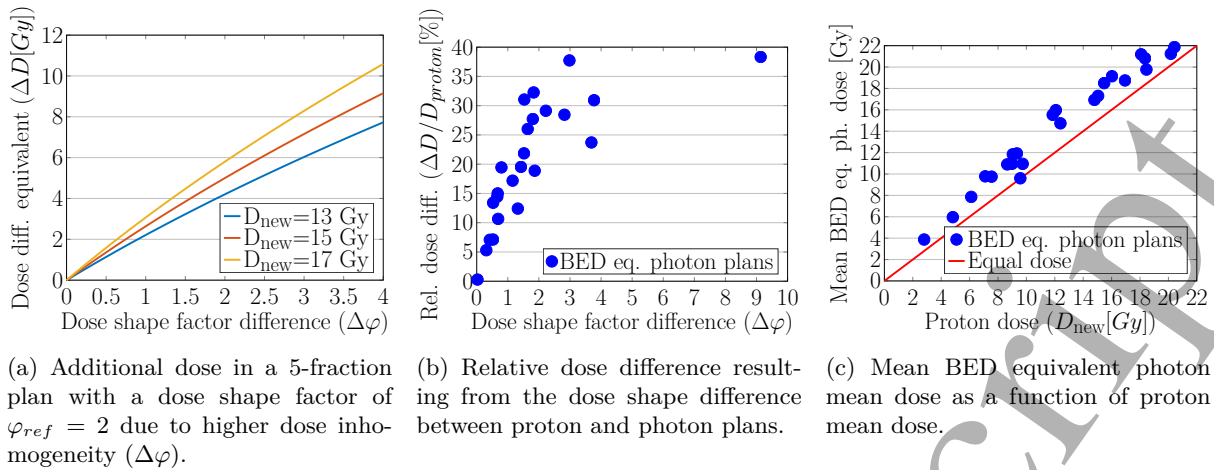 Dose diff. equivalent (ΔD[Gy])
12
10
8
6
4
2
0
0 0.5 1 1.5 2 2.5 3 3.5 4
D_new=13 Gy
D_new=15 Gy
D_new=17 Gy
Dose shape factor difference (Δφ)
(a) Additional dose in a 5-fraction
plan with a dose shape factor of
φ_ref = 2 due to higher dose inho-
mogeneity (Δφ).
Rel. dose diff. (ΔD/D_proton[%]
40
35
30
25
20
15
10
5
0
0 1 2 3 4 5 6 7 8 9 10
BED eq. photon plans
Dose shape factor difference (Δφ)
(b) Relative dose difference result-
ing from the dose shape difference
between proton and photon plans.
Mean BED eq. ph. dose [Gy]
22
20
18
16
14
12
10
8
6
4
2
0
0 2 4 6 8 10 12 14 16 18 20 22
BED eq. photon plans
Equal dose
Proton dose (D_new[Gy])
(c) Mean BED equivalent photon
mean dose as a function of proton
mean dose.
cript